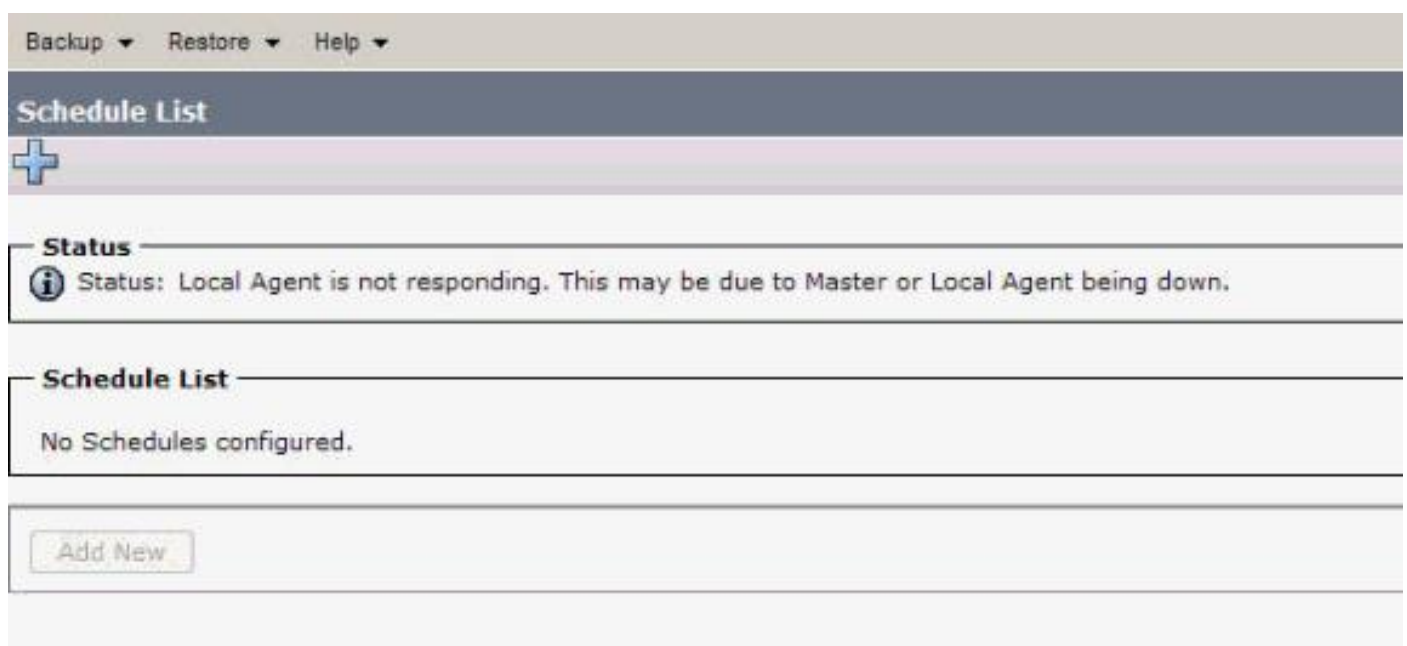 Backup Restore Help
Schedule List
Status
Status: Local Agent is not responding. This may be due to Master or Local Agent being down.
Schedule List
No Schedules configured.
Add New